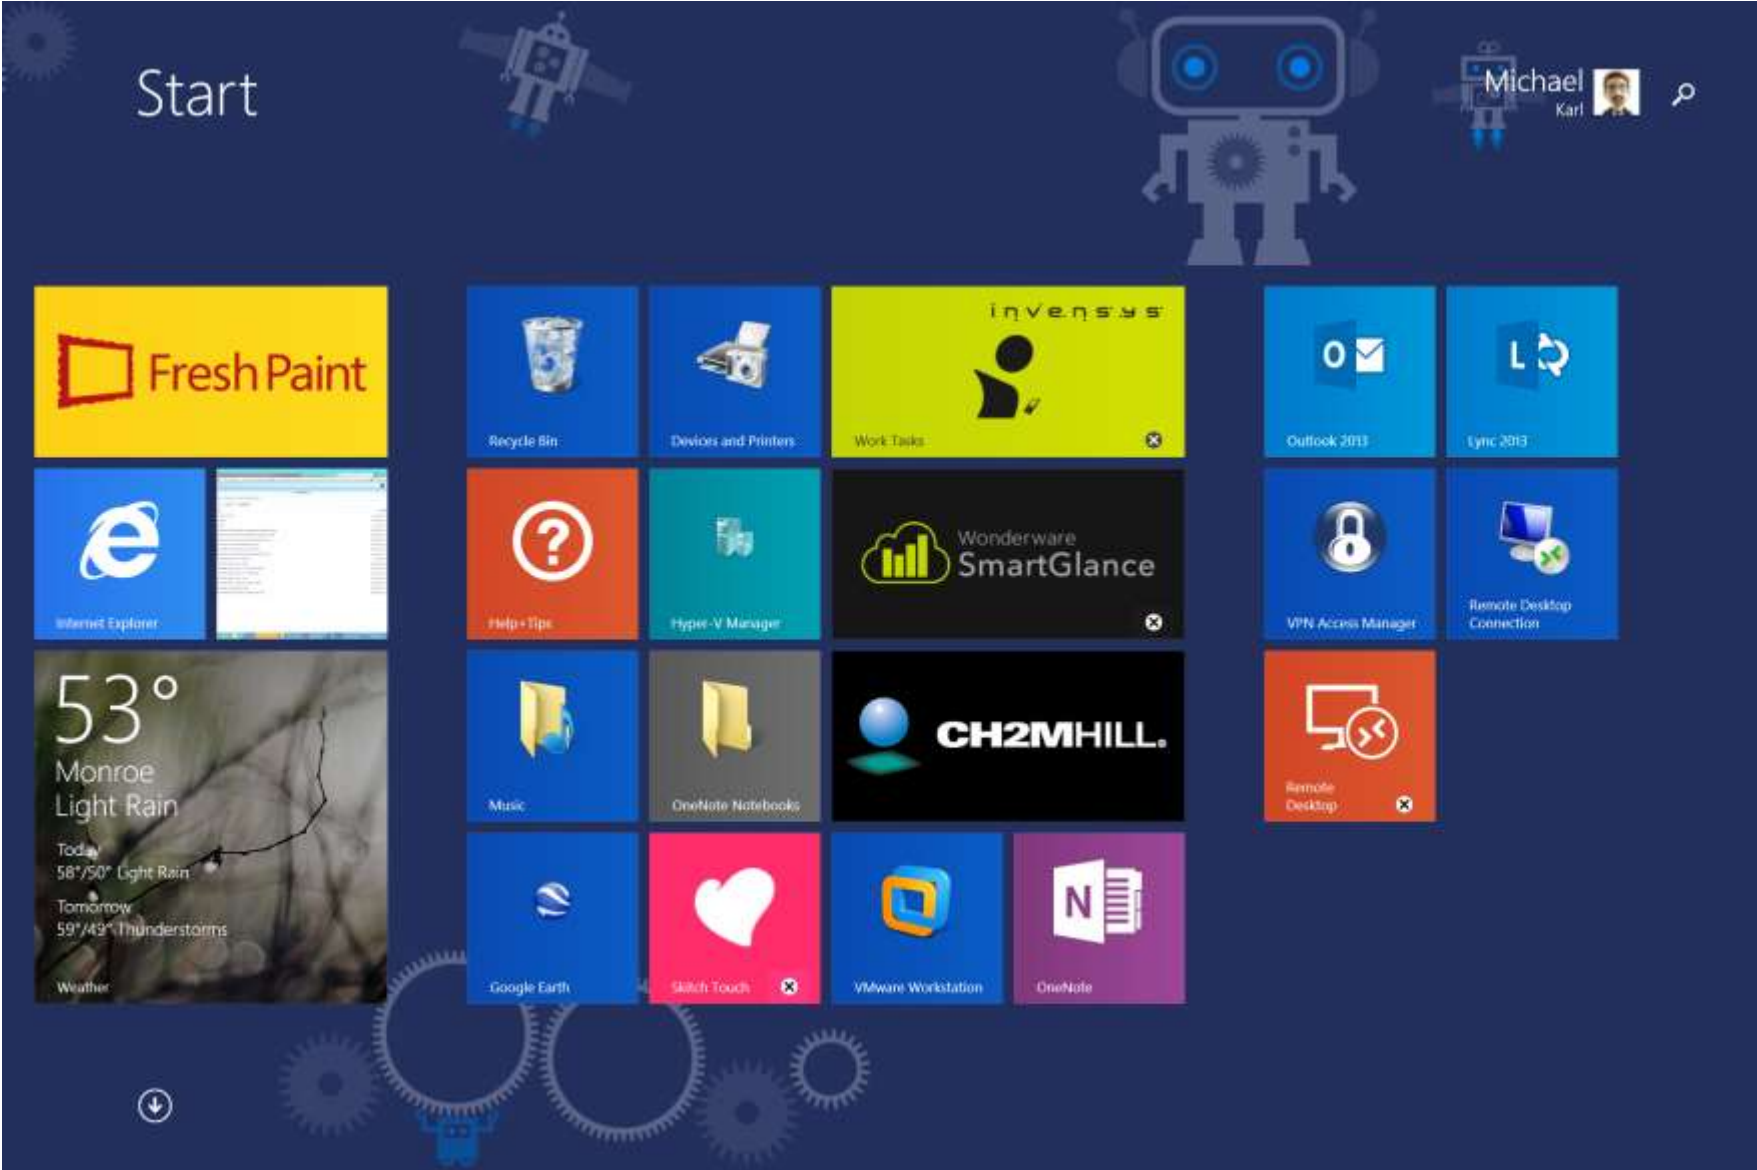 Start
Michael
Karl
Fresh Paint
Internet Explorer
53°
Monroe
Light Rain
Today
58°/50° Light Rain
Tomorrow
59°/49° Thunderstorms
Weather
Recycle Bin
Devices and Printers
invensys
Work Tasks
Help+Tips
Hyper-V Manager
Wonderware
SmartGlance
Music
OneNote Notebooks
CH2MHILL®
Google Earth
Skitch Touch
VMware Workstation
N
OneNote
O
Outlook 2013
L
Lync 2013
VPN Access Manager
Remote Desktop
Connection
Remote
Desktop